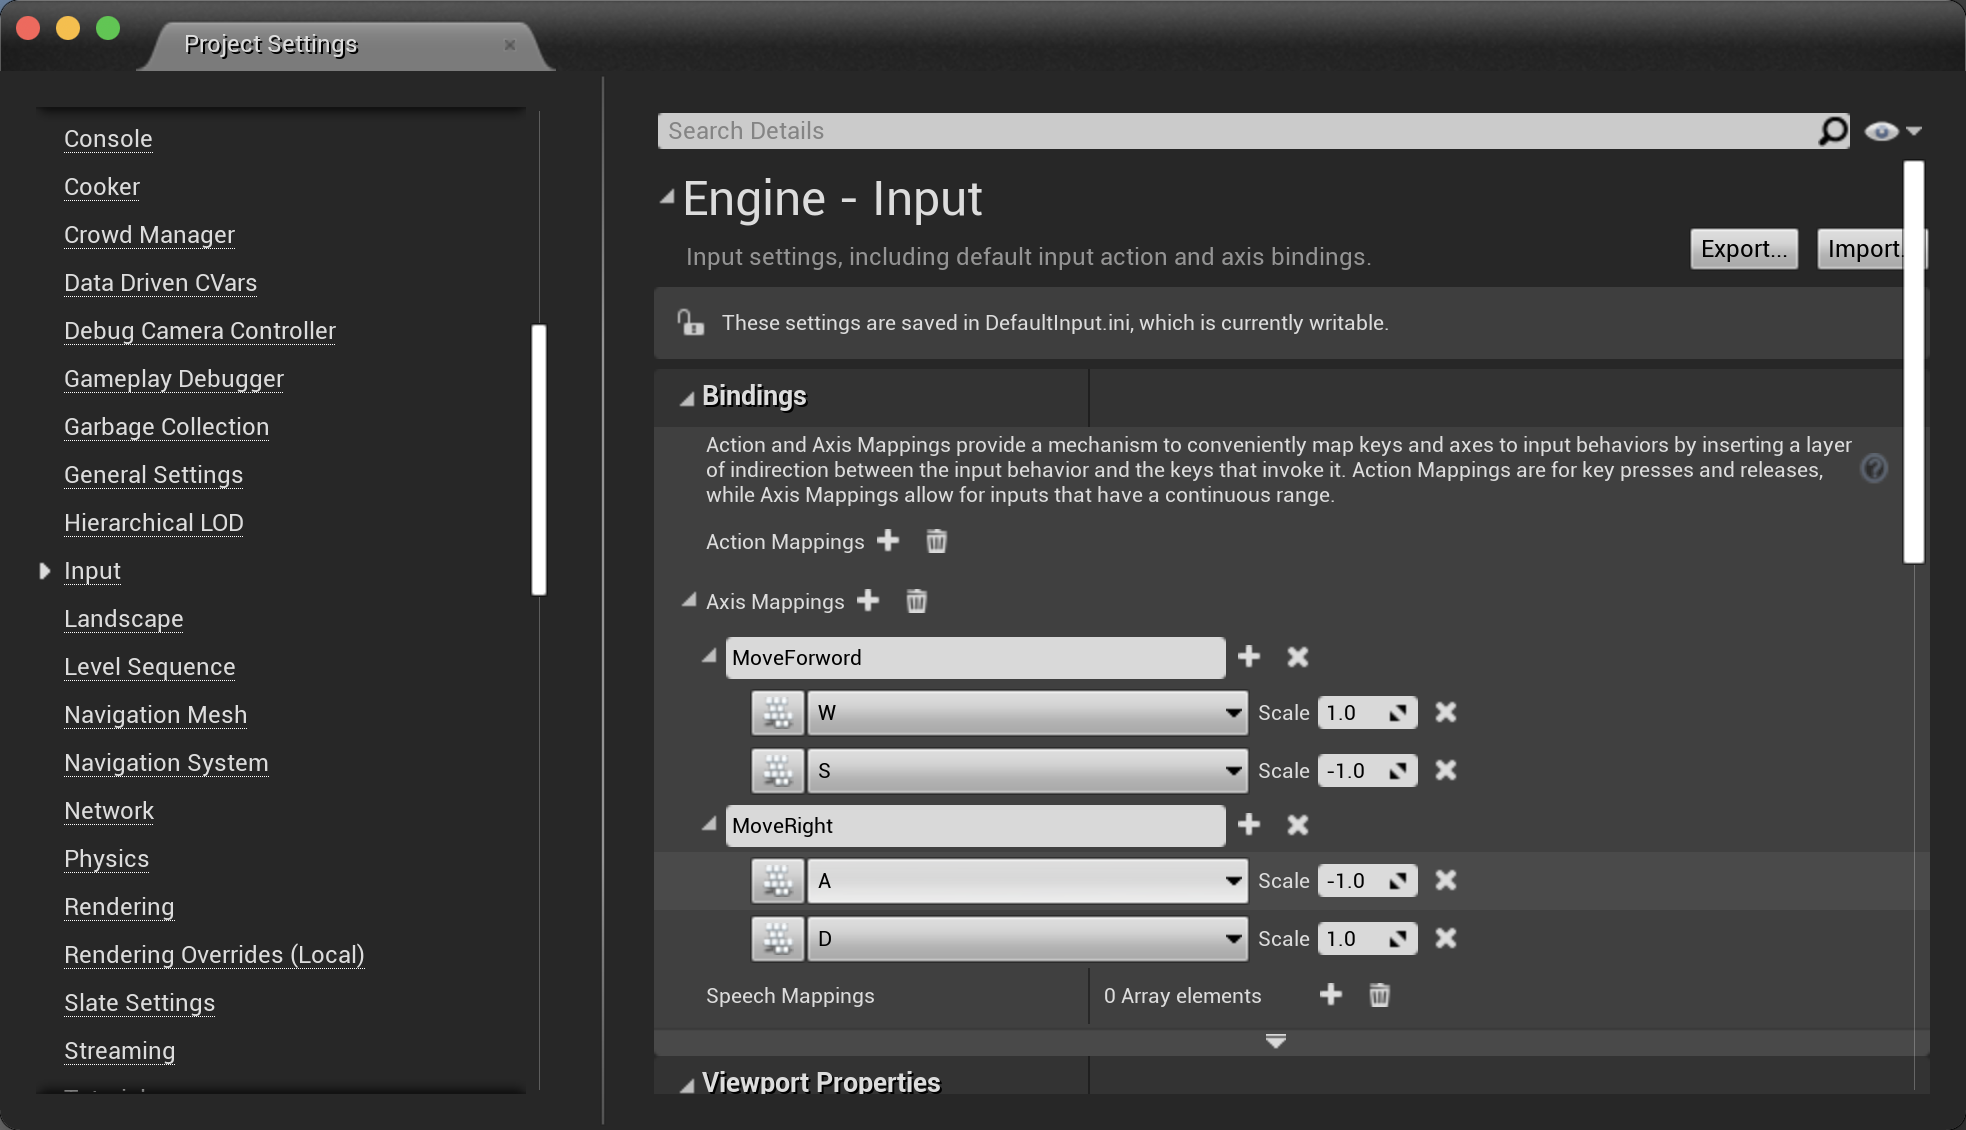 Project Settings
Console
Cooker
Crowd Manager
Data Driven CVars
Debug Camera Controller
Gameplay Debugger
Garbage Collection
General Settings
Hierarchical LOD
Input
Landscape
Level Sequence
Navigation Mesh
Navigation System
Network
Physics
Rendering
Rendering Overrides (Local)
Slate Settings
Streaming
Search Details
Engine - Input
Input settings, including default input action and axis bindings.
Export...
Import.
These settings are saved in DefaultInput.ini, which is currently writable.
Bindings
Action and Axis Mappings provide a mechanism to conveniently map keys and axes to input behaviors by inserting a layer
of indirection between the input behavior and the keys that invoke it. Action Mappings are for key presses and releases,
while Axis Mappings allow for inputs that have a continuous range.
Action Mappings
Axis Mappings
MoveForword
W Scale 1.0
S Scale -1.0
MoveRight
A Scale -1.0
D Scale 1.0
Speech Mappings 0 Array elements
Viewport Properties